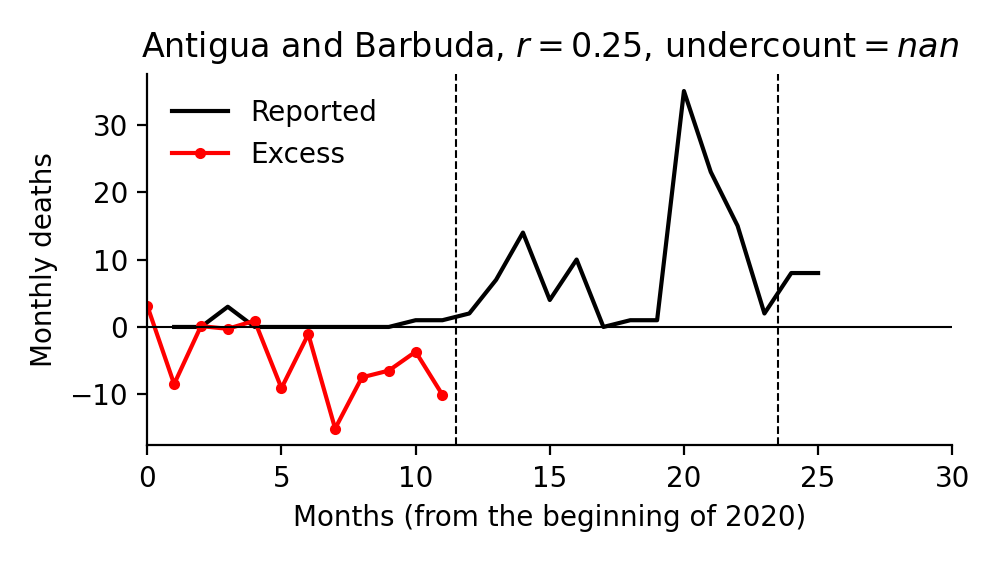 Antigua and Barbuda, r = 0.25, undercount = nan
Reported
Excess
Monthly deaths
30
20
10
0
−10
0 5 10 15 20 25 30
Months (from the beginning of 2020)